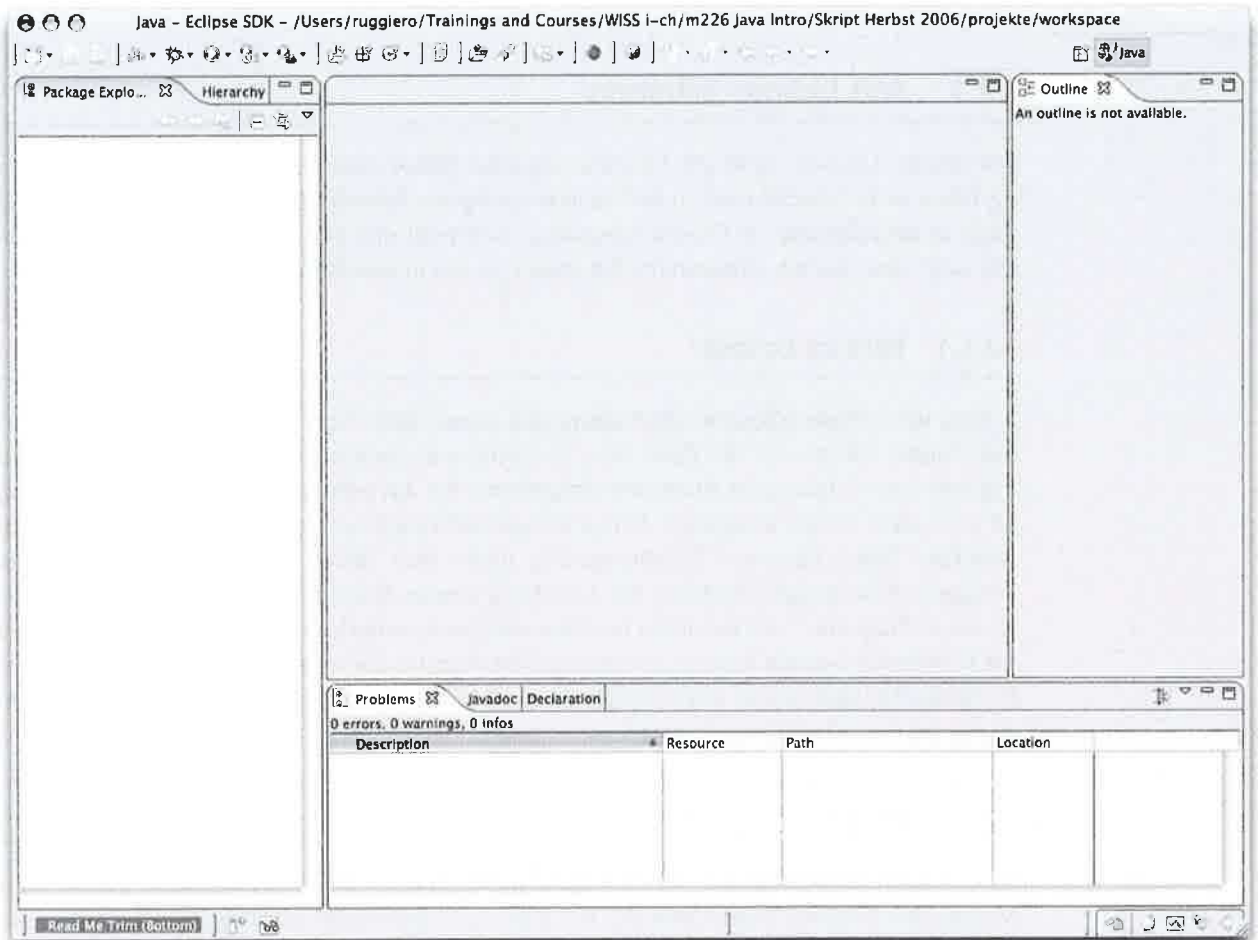 Java - Eclipse SDK - /Users/ruggiero/Trainings and Courses/WISS i-ch/m226 Java Intro/Skript Herbst 2006/projekte/workspace
Java
Package Explo... Hierarchy
Outline
An outline is not available.
Problems Javadoc Declaration
0 errors, 0 warnings, 0 infos
Description Resource Path Location
Read Me Trim (Bottom)